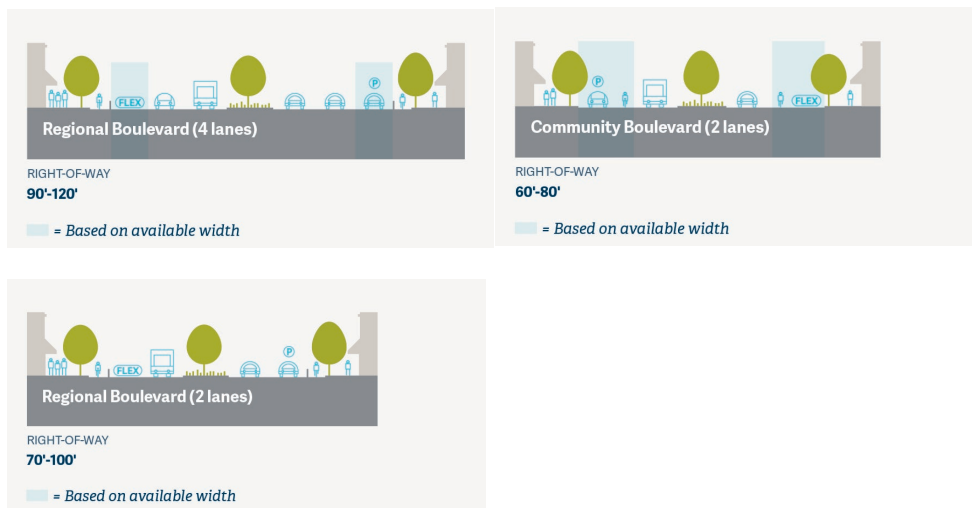 P
FLEX
Regional Boulevard (4 lanes)
RIGHT-OF-WAY
90'-120'
= Based on available width
P
FLEX
Community Boulevard (2 lanes)
RIGHT-OF-WAY
60'-80'
= Based on available width
P
FLEX
Regional Boulevard (2 lanes)
RIGHT-OF-WAY
70'-100'
= Based on available width